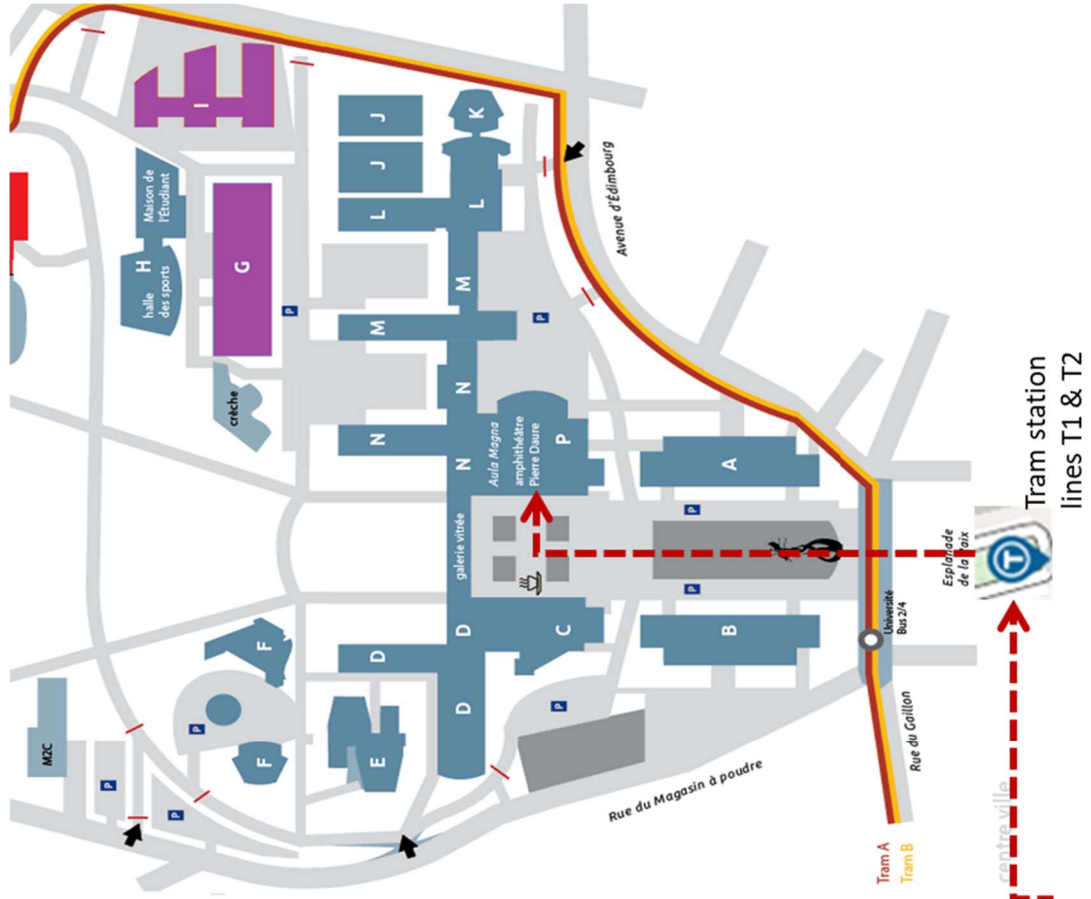 I
Maison de
l'Étudiant
H
halle
des sports
G
P
crèche
J
J
K
L
L
M
M
P
N
N
N
Aula Magna
amphithéâtre
Pierre Daure
P
galerie vitrée
Avenue d'Édimbourg
A
P
P
B
C
D
D
D
F
F
P
E
P
M2C
P
P
Rue du Magasin à poudre
Esplanade
de la Paix
Université
Bus 2/4
Rue du Gaillon
Tram A
Tram B
centre ville
T
Tram station
lines T1 & T2